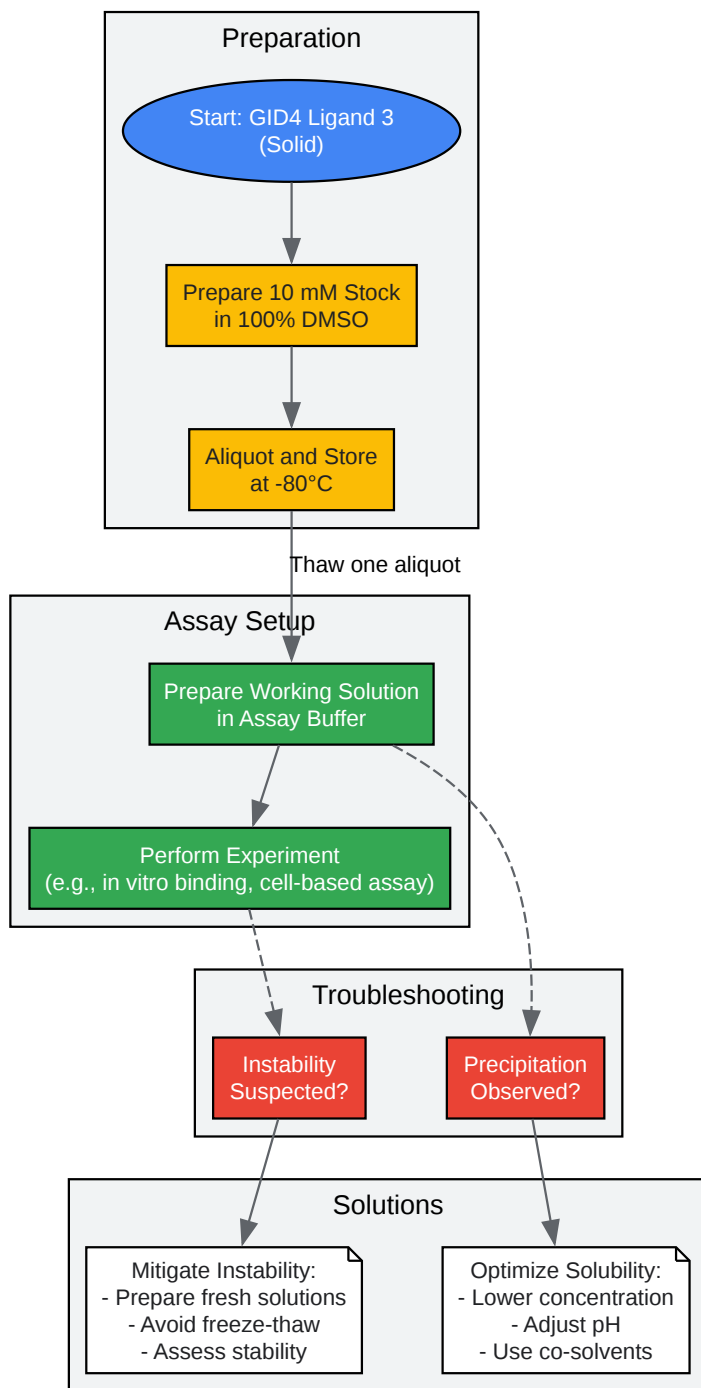 Preparation
Start: GID4 Ligand 3
(Solid)
Prepare 10 mM Stock
in 100% DMSO
Aliquot and Store
at -80°C
Thaw one aliquot
Assay Setup
Prepare Working Solution
in Assay Buffer
Perform Experiment
(e.g., in vitro binding, cell-based assay)
Troubleshooting
Instability
Suspected?
Precipitation
Observed?
Solutions
Mitigate Instability:
- Prepare fresh solutions
- Avoid freeze-thaw
- Assess stability
Optimize Solubility:
- Lower concentration
- Adjust pH
- Use co-solvents